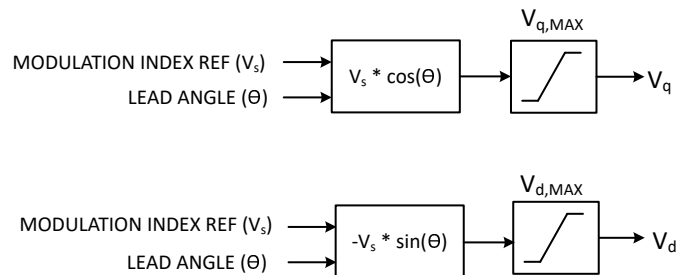 V_q,MAX
MODULATION INDEX REF (V_s)
LEAD ANGLE (Θ)
V_s * cos(Θ)
V_q
V_d,MAX
MODULATION INDEX REF (V_s)
LEAD ANGLE (Θ)
-V_s * sin(Θ)
V_d